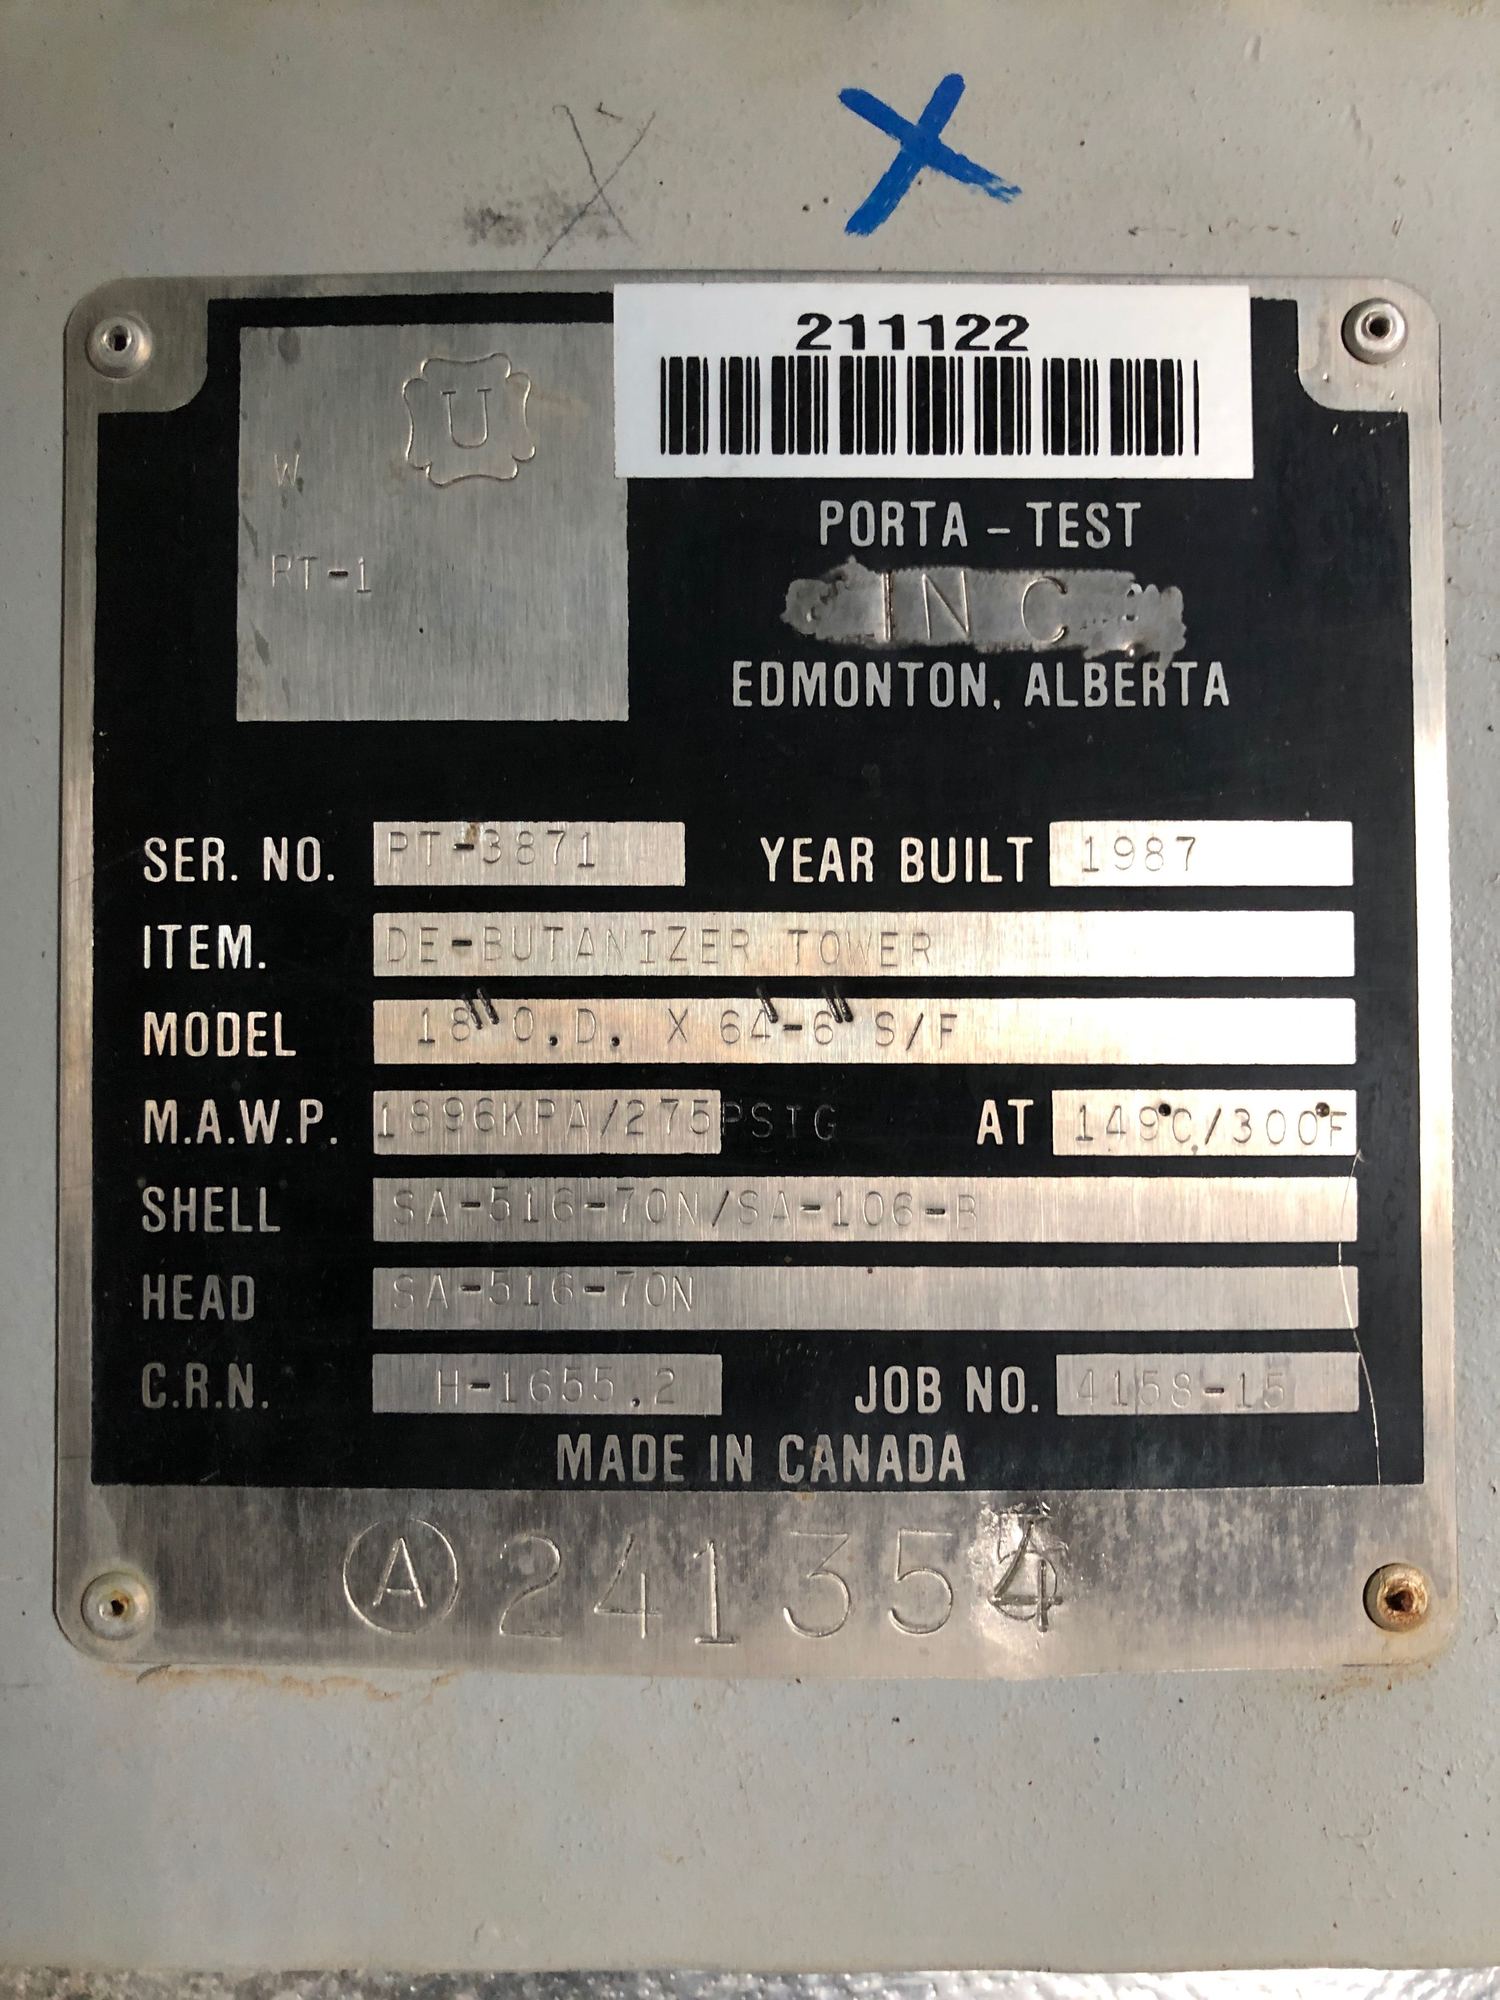 211122
U
W
PT-1
PORTA - TEST
INC.
EDMONTON, ALBERTA
SER. NO. PT-3871 YEAR BUILT 1987
ITEM. DE-BUTANIZER TOWER
MODEL 18" O.D. X 64'-6" S/F
M.A.W.P. 1896KPA/275PSIG AT 149°C/300°F
SHELL SA-516-70N/SA-106-B
HEAD SA-516-70N
C.R.N. H-1655.2 JOB NO. 4158-15
MADE IN CANADA
A 241354